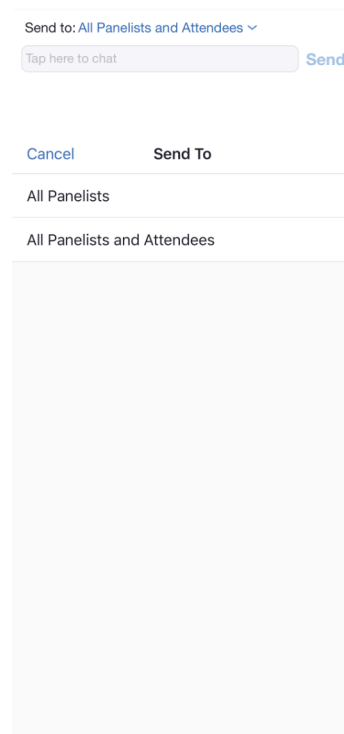 Send to: All Panelists and Attendees
Tap here to chat Send
Cancel Send To
All Panelists
All Panelists and Attendees